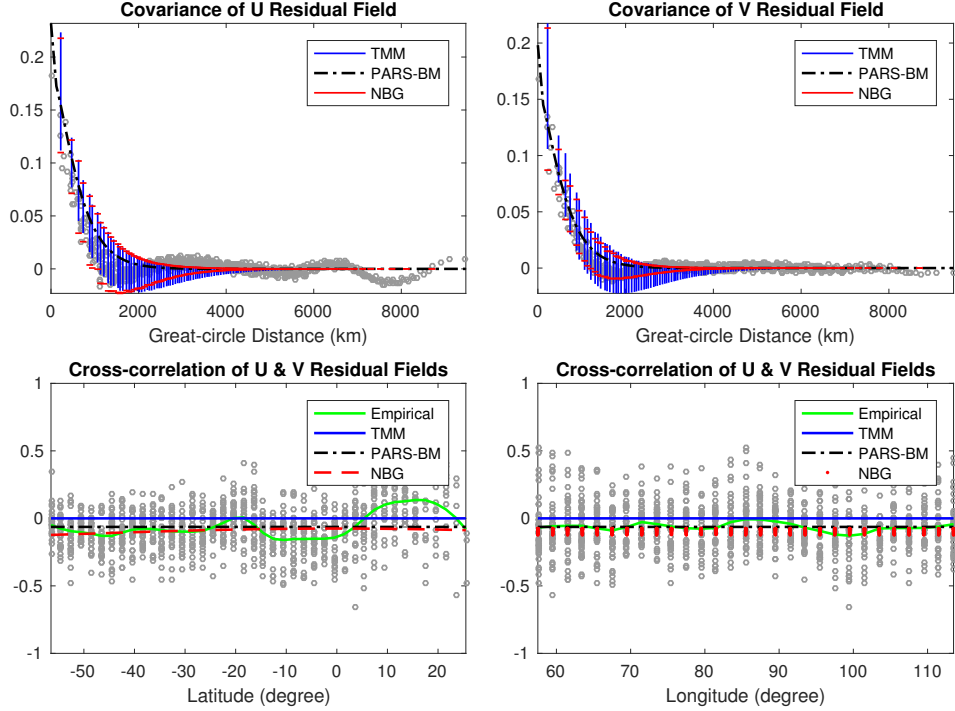 Covariance of U Residual Field
0.2
0.15
0.1
0.05
0
TMM
PARS-BM
NBG
0 2000 4000 6000 8000
Great-circle Distance (km)
Covariance of V Residual Field
0.2
0.15
0.1
0.05
0
TMM
PARS-BM
NBG
0 2000 4000 6000 8000
Great-circle Distance (km)
Cross-correlation of U & V Residual Fields
1
0.5
0
-0.5
-1
Empirical
TMM
PARS-BM
NBG
-50 -40 -30 -20 -10 0 10 20
Latitude (degree)
Cross-correlation of U & V Residual Fields
1
0.5
0
-0.5
-1
Empirical
TMM
PARS-BM
NBG
60 70 80 90 100 110
Longitude (degree)